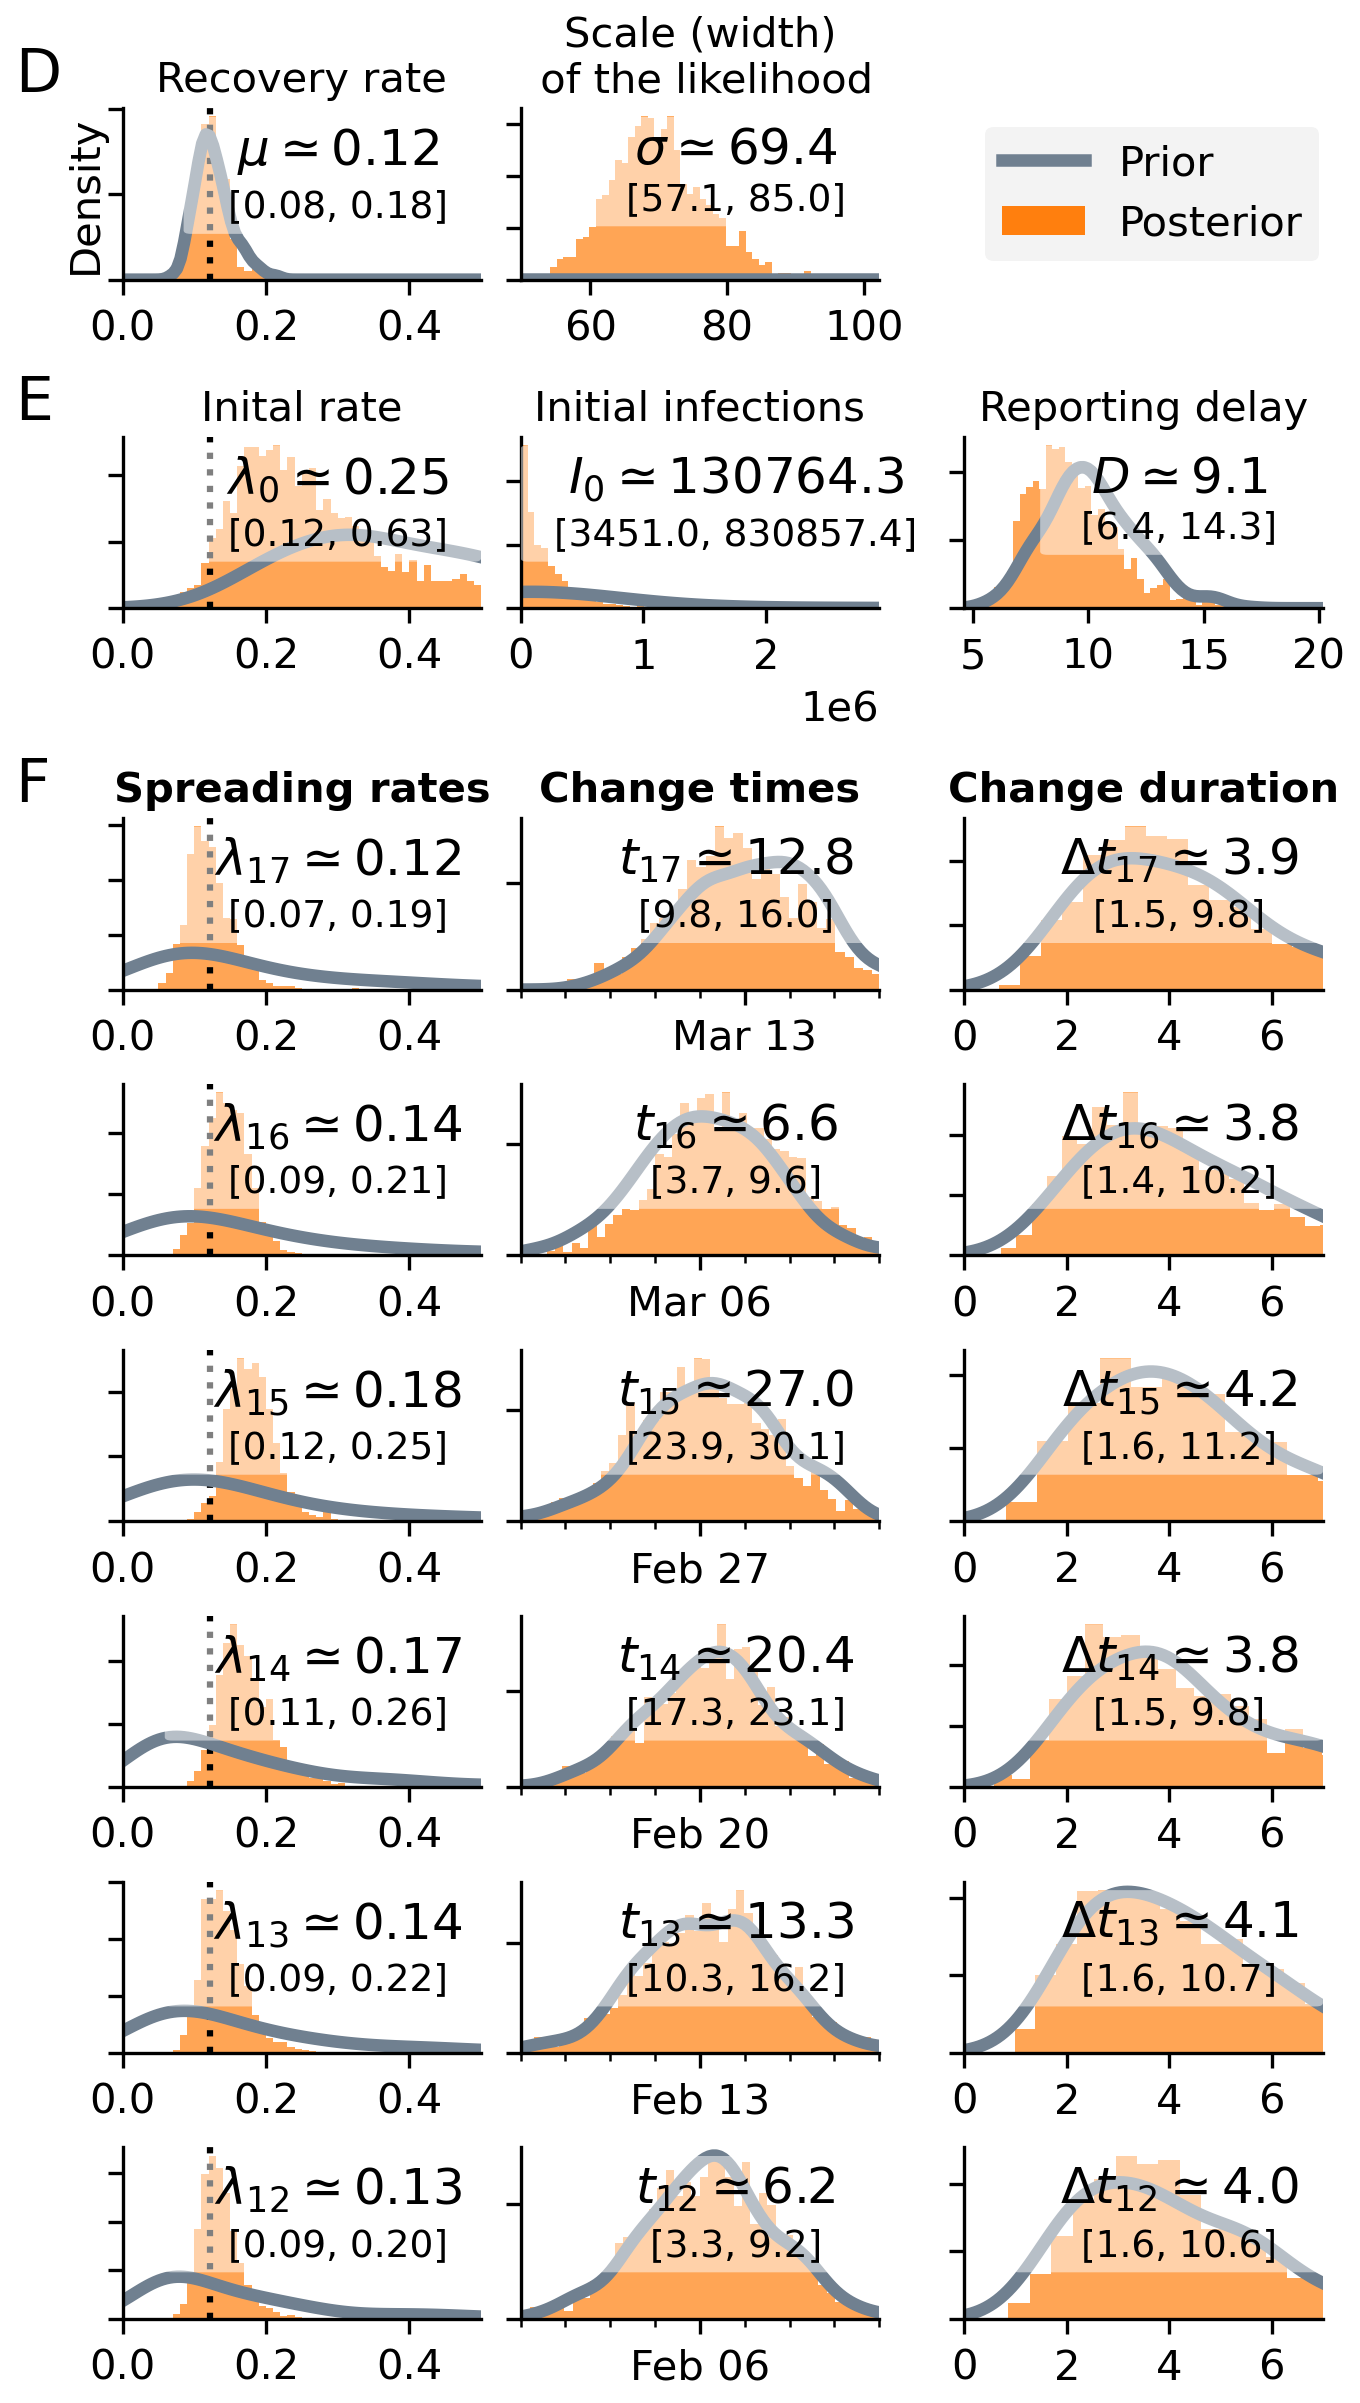 D
Recovery rate
Scale (width)
of the likelihood
Density
μ ≃ 0.12
[0.08, 0.18]
σ ≃ 69.4
[57.1, 85.0]
Prior
Posterior
0.0 0.2 0.4
60 80 100
E
Inital rate
Initial infections
Reporting delay
λ₀ ≃ 0.25
[0.12, 0.63]
I₀ ≃ 130764.3
[3451.0, 830857.4]
D ≃ 9.1
[6.4, 14.3]
0.0 0.2 0.4
0 1 2
1e6
5 10 15 20
F
Spreading rates
Change times
Change duration
λ₁₇ ≃ 0.12
[0.07, 0.19]
t₁₇ ≃ 12.8
[9.8, 16.0]
Δt₁₇ ≃ 3.9
[1.5, 9.8]
0.0 0.2 0.4
Mar 13
0 2 4 6
λ₁₆ ≃ 0.14
[0.09, 0.21]
t₁₆ ≃ 6.6
[3.7, 9.6]
Δt₁₆ ≃ 3.8
[1.4, 10.2]
0.0 0.2 0.4
Mar 06
0 2 4 6
λ₁₅ ≃ 0.18
[0.12, 0.25]
t₁₅ ≃ 27.0
[23.9, 30.1]
Δt₁₅ ≃ 4.2
[1.6, 11.2]
0.0 0.2 0.4
Feb 27
0 2 4 6
λ₁₄ ≃ 0.17
[0.11, 0.26]
t₁₄ ≃ 20.4
[17.3, 23.1]
Δt₁₄ ≃ 3.8
[1.5, 9.8]
0.0 0.2 0.4
Feb 20
0 2 4 6
λ₁₃ ≃ 0.14
[0.09, 0.22]
t₁₃ ≃ 13.3
[10.3, 16.2]
Δt₁₃ ≃ 4.1
[1.6, 10.7]
0.0 0.2 0.4
Feb 13
0 2 4 6
λ₁₂ ≃ 0.13
[0.09, 0.20]
t₁₂ ≃ 6.2
[3.3, 9.2]
Δt₁₂ ≃ 4.0
[1.6, 10.6]
0.0 0.2 0.4
Feb 06
0 2 4 6